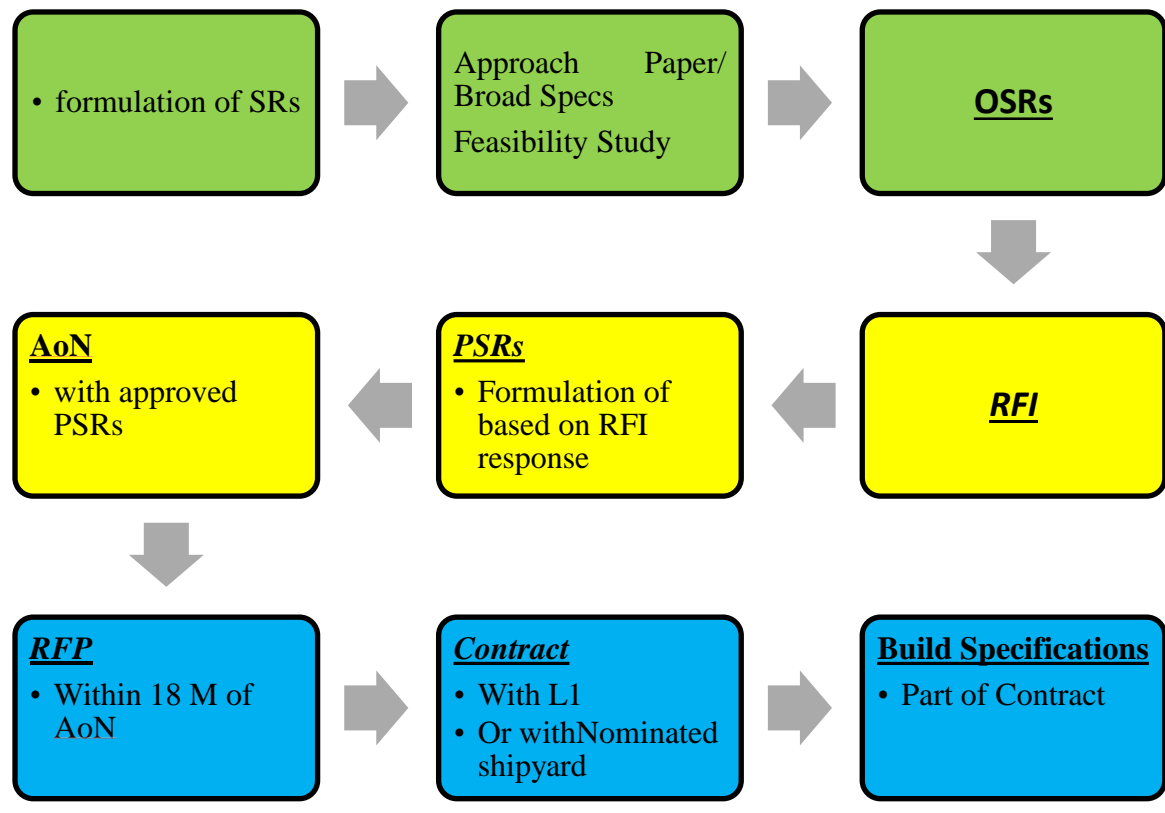 • formulation of SRs
Approach Paper/
Broad Specs
Feasibility Study
OSRs
RFI
PSRs
• Formulation of
based on RFI
response
AoN
• with approved
PSRs
RFP
• Within 18 M of
AoN
Contract
• With L1
• Or withNominated
shipyard
Build Specifications
• Part of Contract